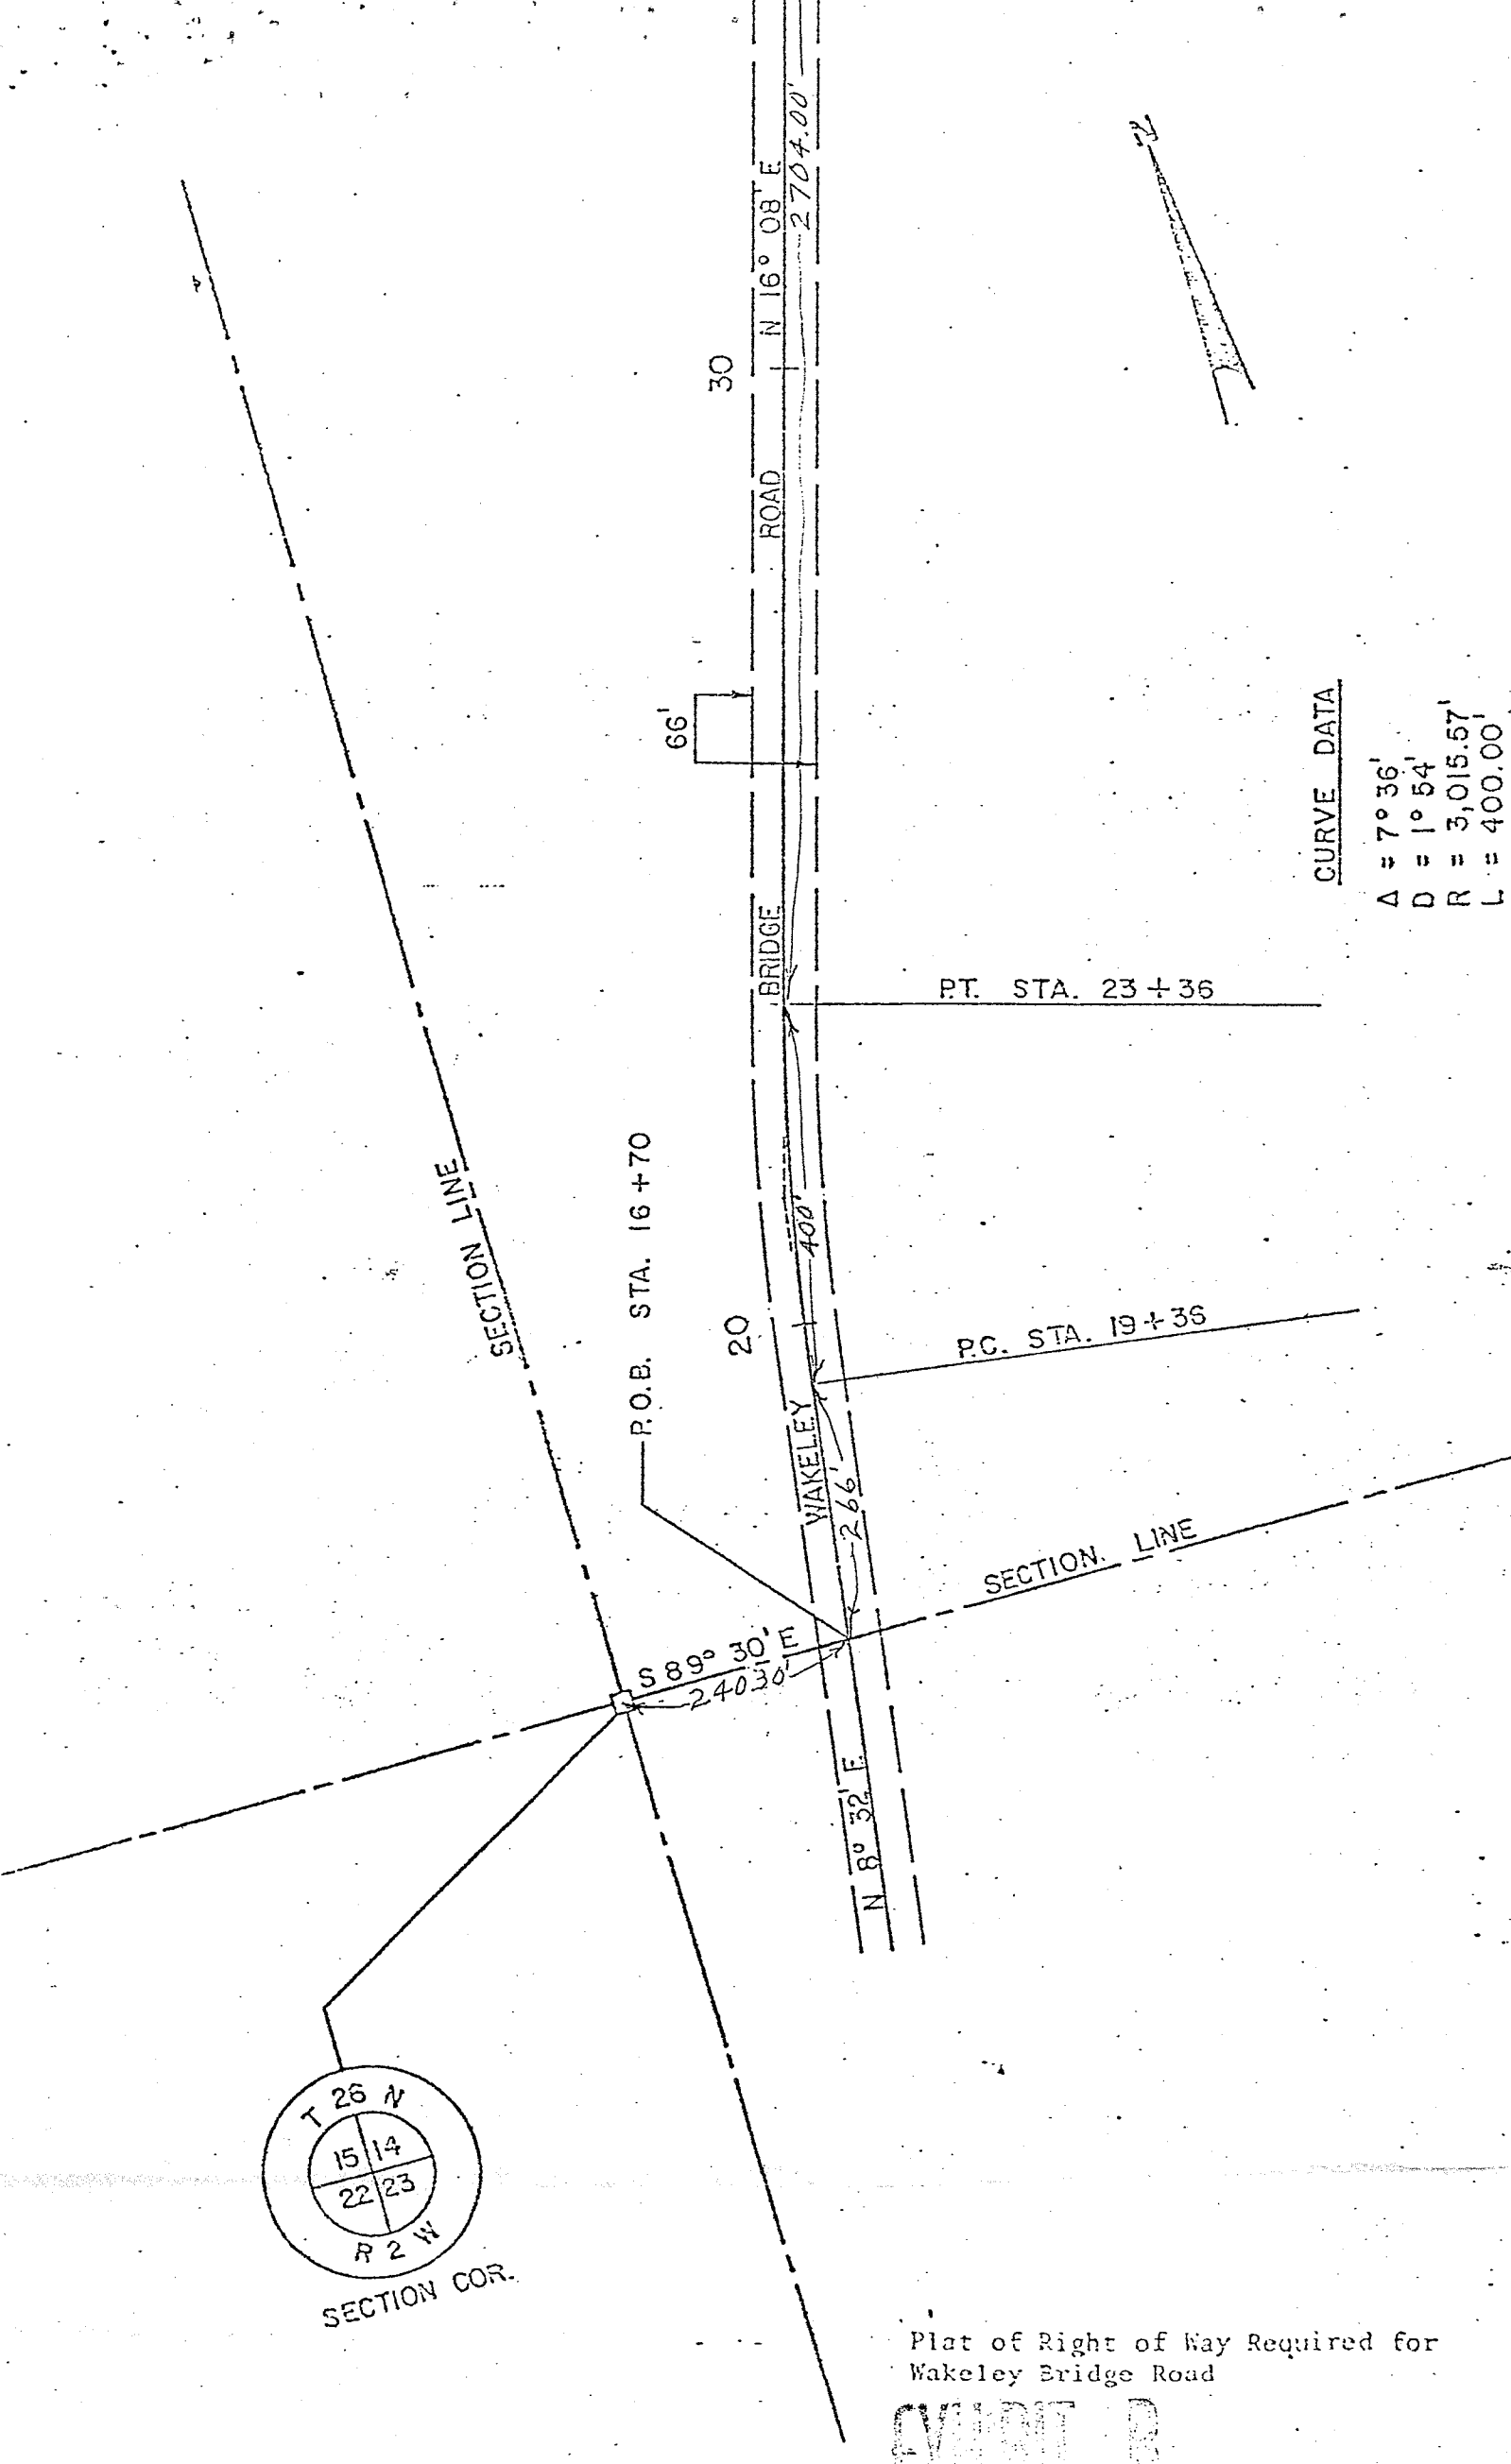 N
N 16° 08' E
2704.00'
30
ROAD
66'
CURVE DATA
Δ = 7° 36'
D = 1° 54'
R = 3,015.57'
L = 400.00'
BRIDGE
P.T. STA. 23+36
SECTION LINE
P.O.B. STA. 16+70
400'
20
P.C. STA. 19+36
WAKELEY
266'
SECTION. LINE
S 89° 30' E
240.30'
N 8° 32' E
T 26 N
15 14
22 23
R 2 W
SECTION COR.
Plat of Right of Way Required for
Wakeley Bridge Road
EXHIBIT B